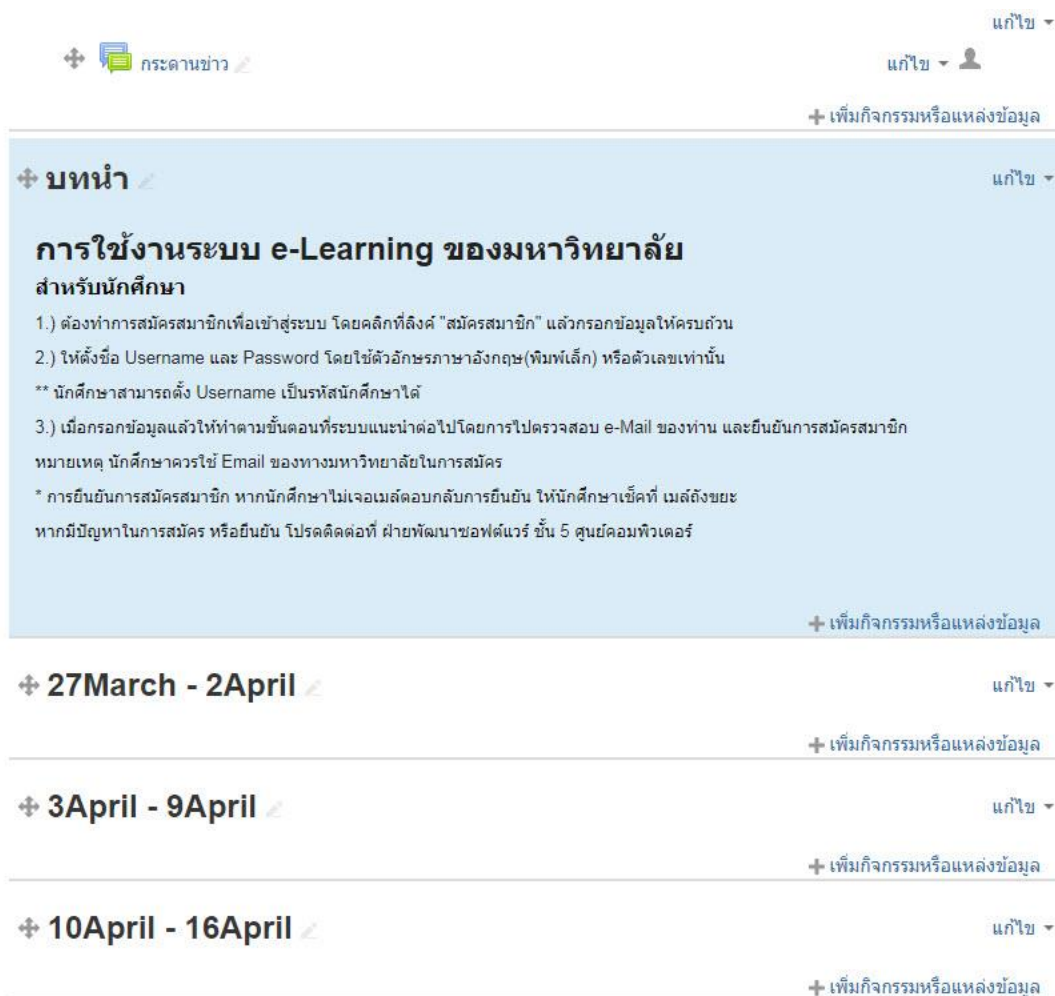 แก้ไข
กระดานข่าว แก้ไข
เพิ่มกิจกรรมหรือแหล่งข้อมูล
บทนำ แก้ไข
การใช้งานระบบ e-Learning ของมหาวิทยาลัย
สำหรับนักศึกษา
1.) ต้องทำการสมัครสมาชิกเพื่อเข้าสู่ระบบ โดยคลิกที่ลิงค์ "สมัครสมาชิก" แล้วกรอกข้อมูลให้ครบถ้วน
2.) ให้ตั้งชื่อ Username และ Password โดยใช้ตัวอักษรภาษาอังกฤษ(พิมพ์เล็ก) หรือตัวเลขเท่านั้น
** นักศึกษาสามารถตั้ง Username เป็นรหัสนักศึกษาได้
3.) เมื่อกรอกข้อมูลแล้วให้ทำตามขั้นตอนที่ระบบแนะนำต่อไปโดยการไปตรวจสอบ e-Mail ของท่าน และยืนยันการสมัครสมาชิก
หมายเหตุ นักศึกษาควรใช้ Email ของทางมหาวิทยาลัยในการสมัคร
* การยืนยันการสมัครสมาชิก หากนักศึกษาไม่เจอเมล์ตอบกลับการยืนยัน ให้นักศึกษาเช็คที่ เมล์ถังขยะ
หากมีปัญหาในการสมัคร หรือยืนยัน โปรดติดต่อที่ ฝ่ายพัฒนาซอฟต์แวร์ ชั้น 5 ศูนย์คอมพิวเตอร์
เพิ่มกิจกรรมหรือแหล่งข้อมูล
27March - 2April แก้ไข
เพิ่มกิจกรรมหรือแหล่งข้อมูล
3April - 9April แก้ไข
เพิ่มกิจกรรมหรือแหล่งข้อมูล
10April - 16April แก้ไข
เพิ่มกิจกรรมหรือแหล่งข้อมูล